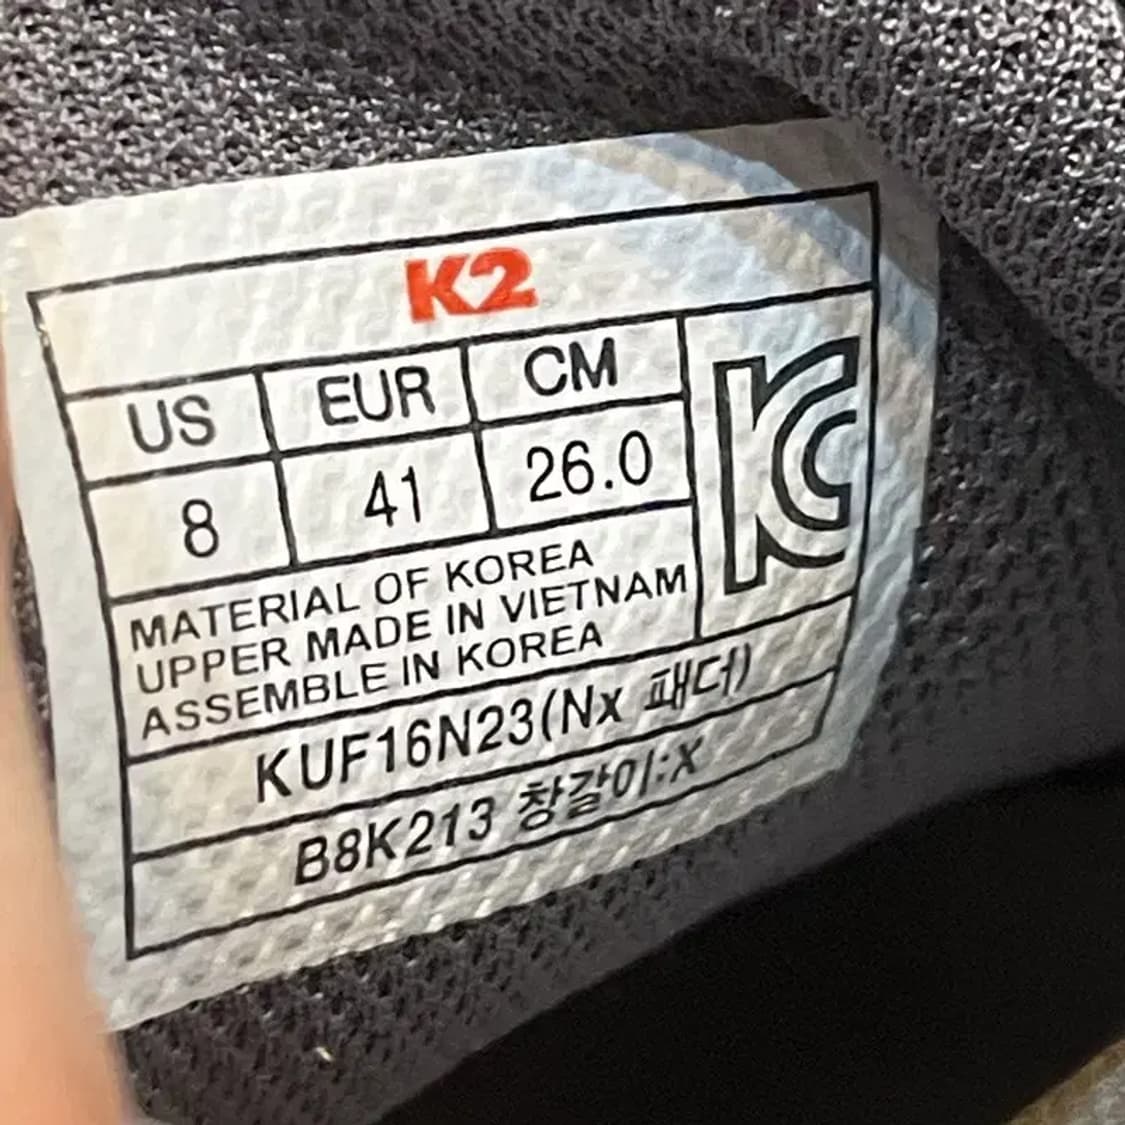 K2
US EUR CM
8 41 26.0
KC
MATERIAL OF KOREA
UPPER MADE IN VIETNAM
ASSEMBLE IN KOREA
KUF16N23(Nx 패더)
B8K213 창갈이:X